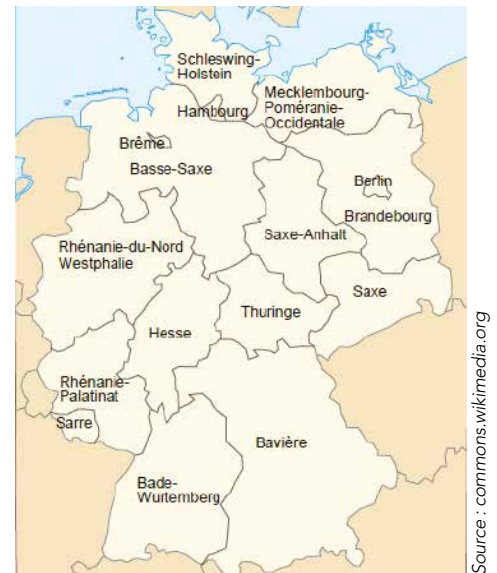 Schleswing-
Holstein
Mecklembourg-
Poméranie-
Occidentale
Hambourg
Brême
Basse-Saxe
Berlin
Brandebourg
Saxe-Anhalt
Rhénanie-du-Nord
Westphalie
Saxe
Thuringe
Hesse
Rhénanie-
Palatinat
Sarre
Bavière
Bade-
Wurtemberg
Source : commons.wikimedia.org